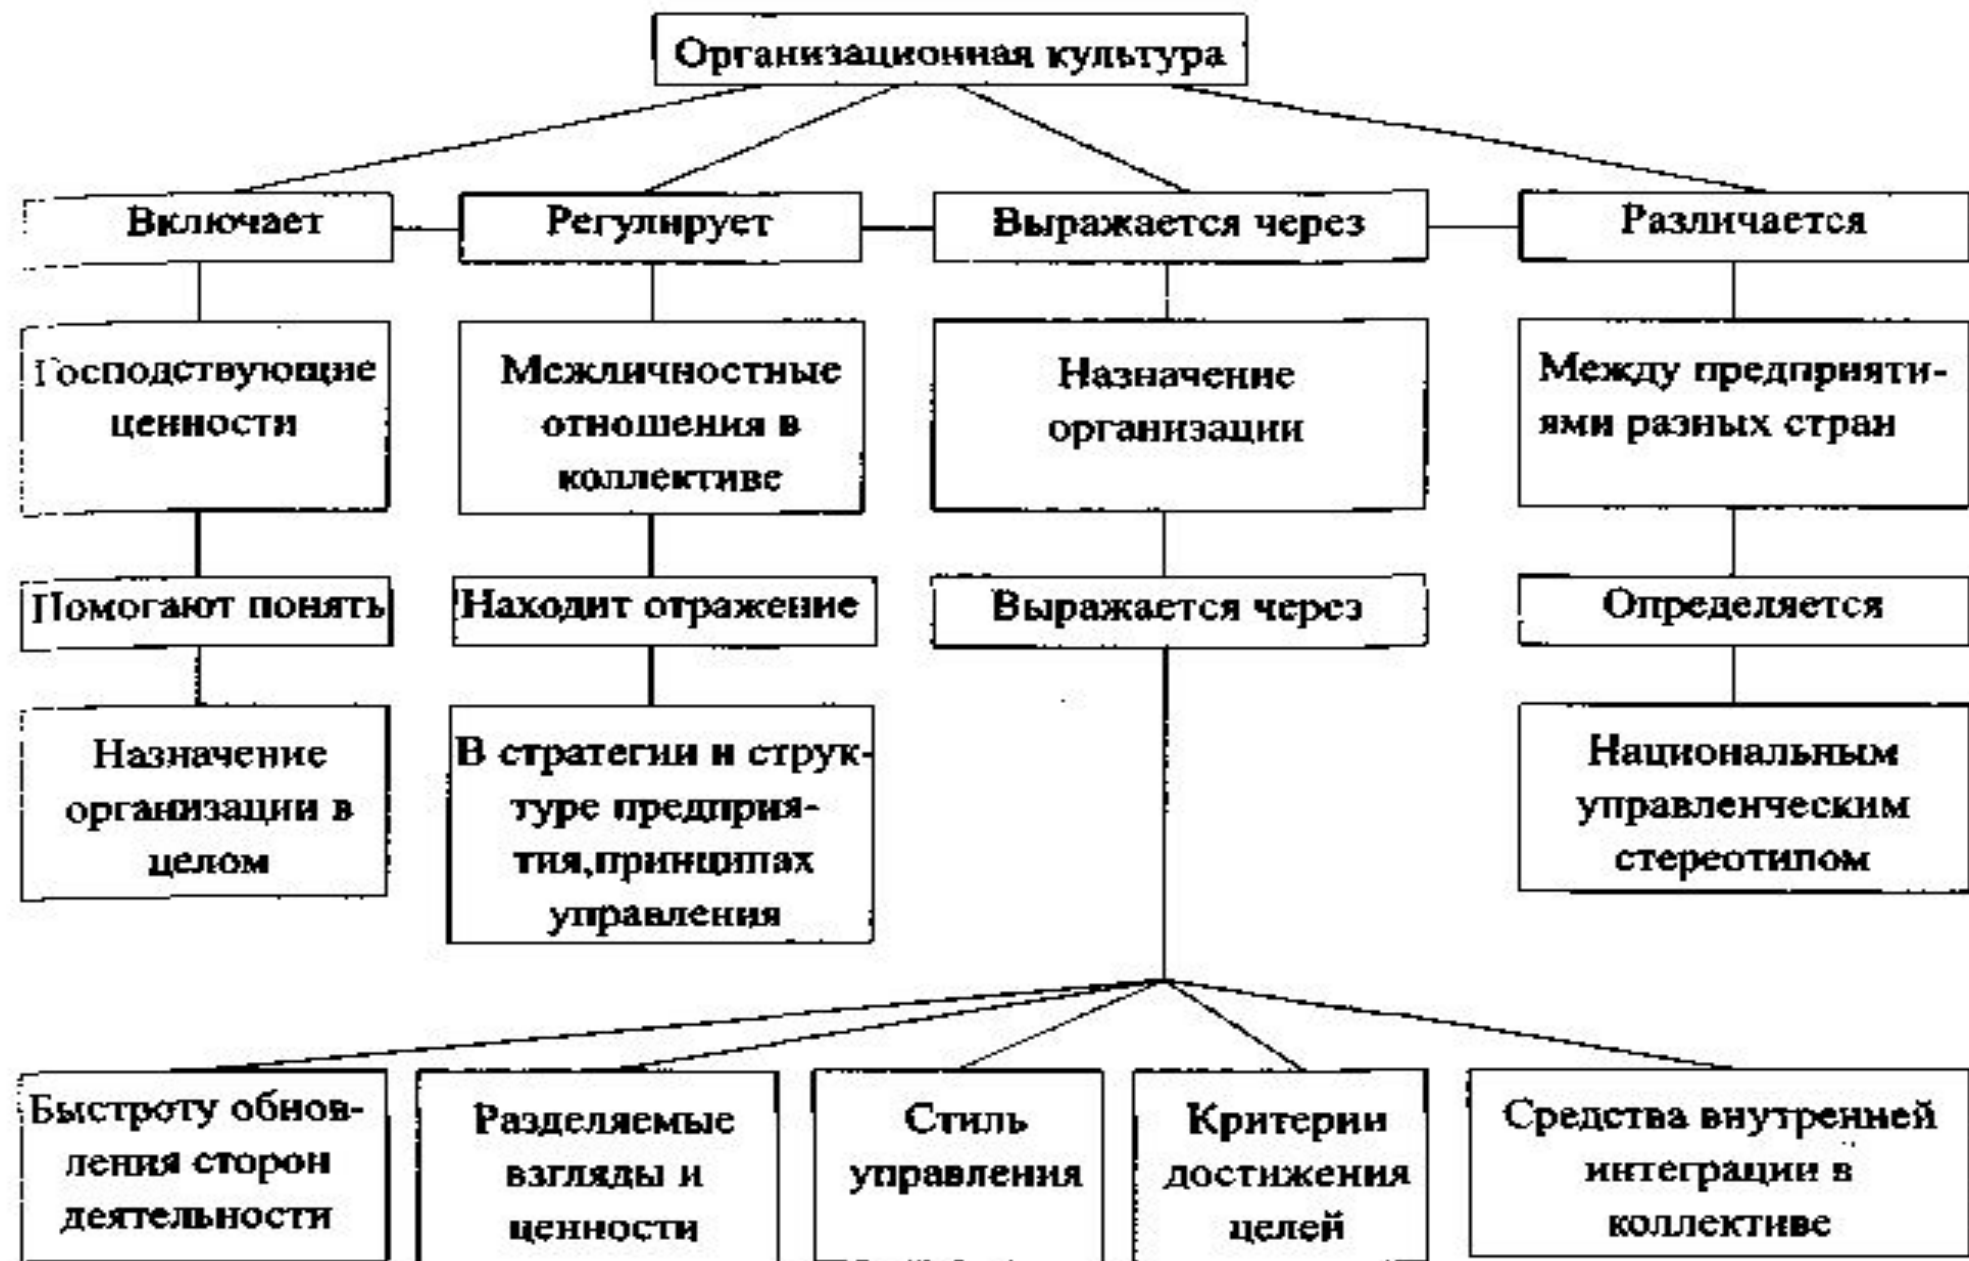 Организационная культура
Включает
Регулирует
Выражается через
Различается
Господствующие
ценности
Межличностные
отношения в
коллективе
Назначение
организации
Между предприяти-
ями разных стран
Помогают понять
Находит отражение
Выражается через
Определяется
Назначение
организации в
целом
В стратегии и струк-
туре предприя-
тия,принципах
управления
Национальным
управленческим
стереотипом
Быстроту обнов-
ления сторон
деятельности
Разделяемые
взгляды и
ценности
Стиль
управления
Критерии
достижения
целей
Средства внутренней
интеграции в
коллективе